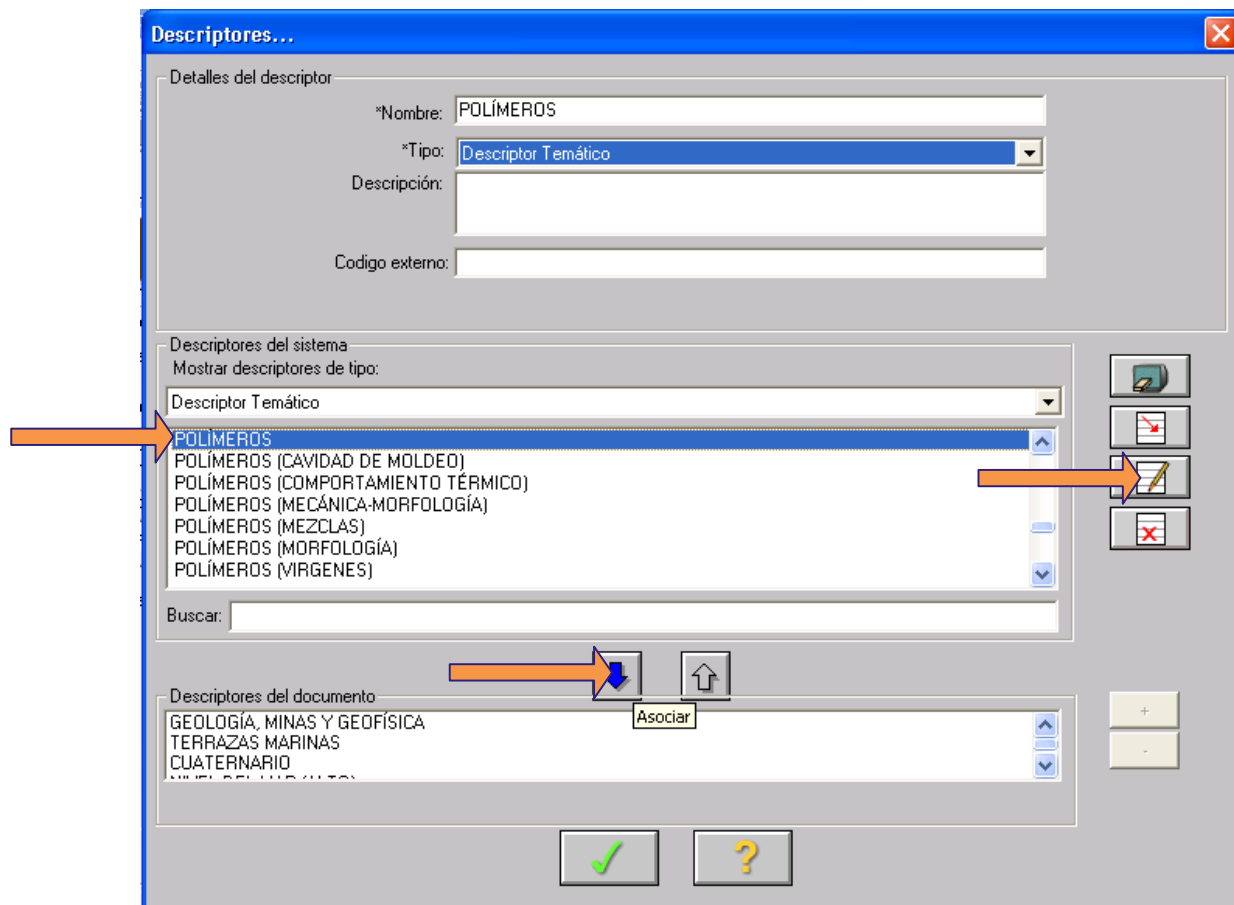 Descriptores...
Detalles del descriptor
*Nombre: POLÍMEROS
*Tipo: Descriptor Temático
Descripción:
Codigo externo:
Descriptores del sistema
Mostrar descriptores de tipo:
Descriptor Temático
POLÍMEROS
POLÍMEROS (CAVIDAD DE MOLDEO)
POLÍMEROS (COMPORTAMIENTO TÉRMICO)
POLÍMEROS (MECÁNICA-MORFOLOGÍA)
POLÍMEROS (MEZCLAS)
POLÍMEROS (MORFOLOGÍA)
POLÍMEROS (VIRGENES)
Buscar:
Asociar
Descriptores del documento
GEOLOGÍA, MINAS Y GEOFÍSICA
TERRAZAS MARINAS
CUATERNARIO
+
-
?